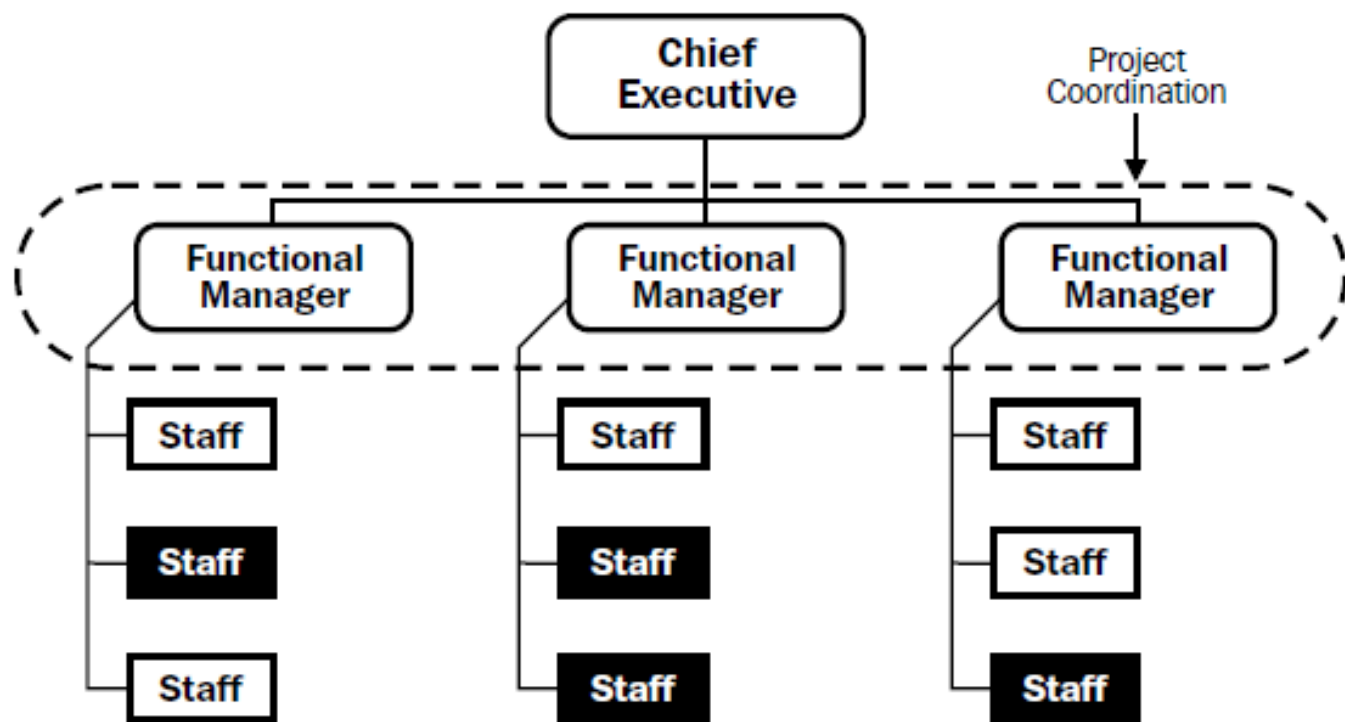 Chief
Executive
Project
Coordination
Functional
Manager
Functional
Manager
Functional
Manager
Staff
Staff
Staff
Staff
Staff
Staff
Staff
Staff
Staff